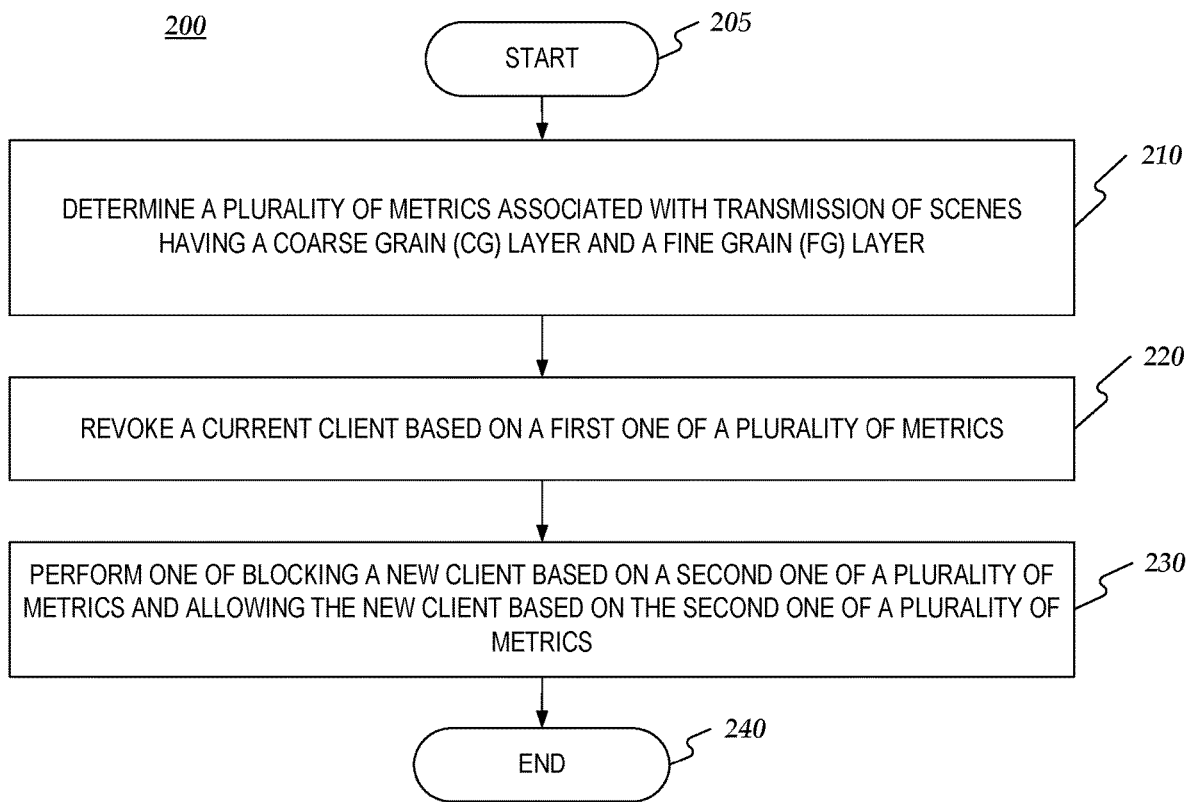 200
205
START
210
DETERMINE A PLURALITY OF METRICS ASSOCIATED WITH TRANSMISSION OF SCENES
HAVING A COARSE GRAIN (CG) LAYER AND A FINE GRAIN (FG) LAYER
220
REVOKE A CURRENT CLIENT BASED ON A FIRST ONE OF A PLURALITY OF METRICS
230
PERFORM ONE OF BLOCKING A NEW CLIENT BASED ON A SECOND ONE OF A PLURALITY OF
METRICS AND ALLOWING THE NEW CLIENT BASED ON THE SECOND ONE OF A PLURALITY OF
METRICS
240
END